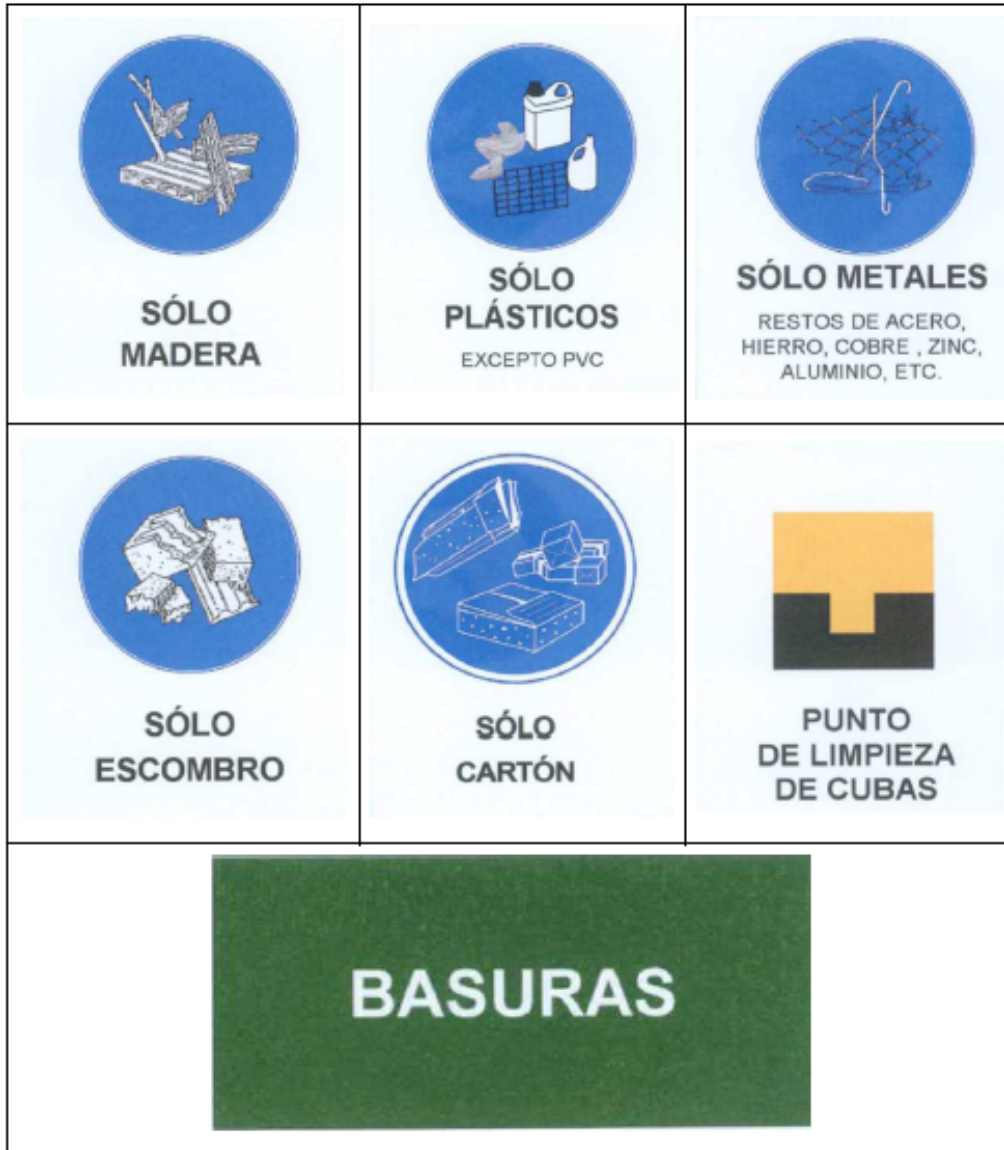 SÓLO
MADERA
SÓLO
PLÁSTICOS
EXCEPTO PVC
SÓLO METALES
RESTOS DE ACERO,
HIERRO, COBRE , ZINC,
ALUMINIO, ETC.
SÓLO
ESCOMBRO
SÓLO
CARTÓN
PUNTO
DE LIMPIEZA
DE CUBAS
BASURAS